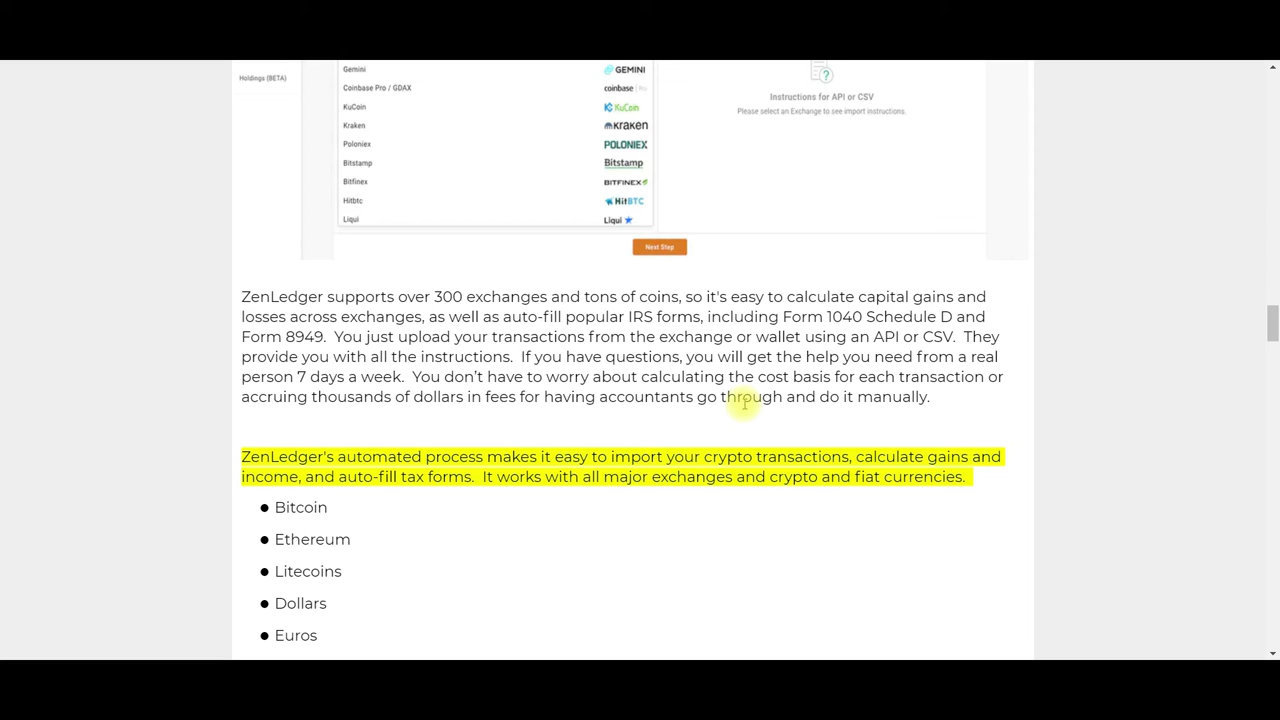 Holdings (BETA)
Gemini GEMINI
Coinbase Pro / GDAX coinbase
KuCoin KuCoin
Kraken kraken
Poloniex POLONIEX
Bitstamp Bitstamp
Bitfinex BITFINEX
Hitbtc HitBTC
Liqui Liqui
Instructions for API or CSV
Please select an Exchange to see import instructions.
Next Step
ZenLedger supports over 300 exchanges and tons of coins, so it's easy to calculate capital gains and
losses across exchanges, as well as auto-fill popular IRS forms, including Form 1040 Schedule D and
Form 8949.  You just upload your transactions from the exchange or wallet using an API or CSV.  They
provide you with all the instructions.  If you have questions, you will get the help you need from a real
person 7 days a week.  You don't have to worry about calculating the cost basis for each transaction or
accruing thousands of dollars in fees for having accountants go through and do it manually.
ZenLedger's automated process makes it easy to import your crypto transactions, calculate gains and
income, and auto-fill tax forms.  It works with all major exchanges and crypto and fiat currencies.
● Bitcoin
● Ethereum
● Litecoins
● Dollars
● Euros